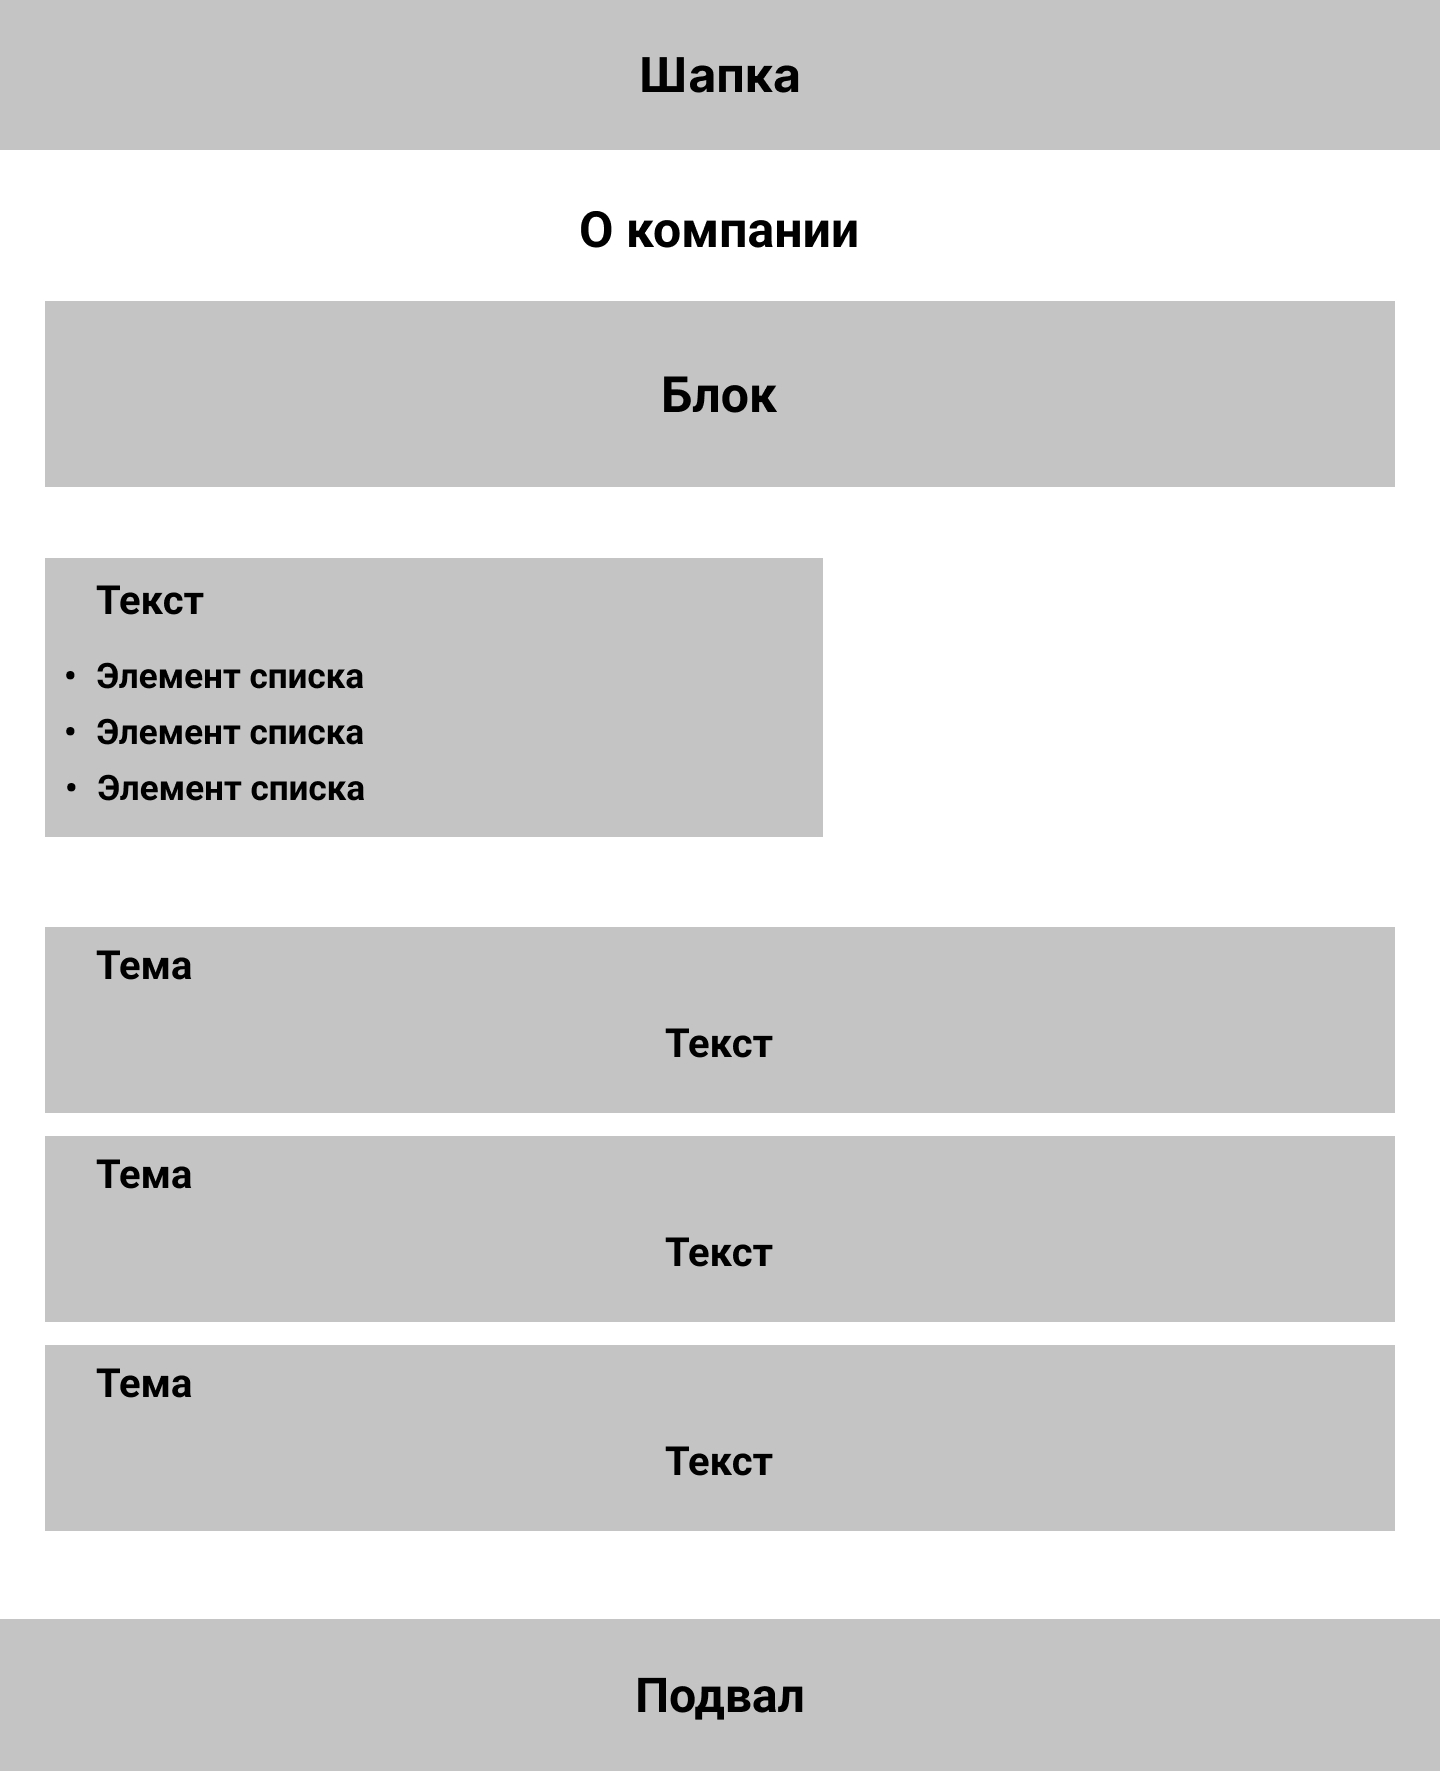 Шапка
О компании
Блок
Текст
• Элемент списка
• Элемент списка
• Элемент списка
Тема
Текст
Тема
Текст
Тема
Текст
Подвал